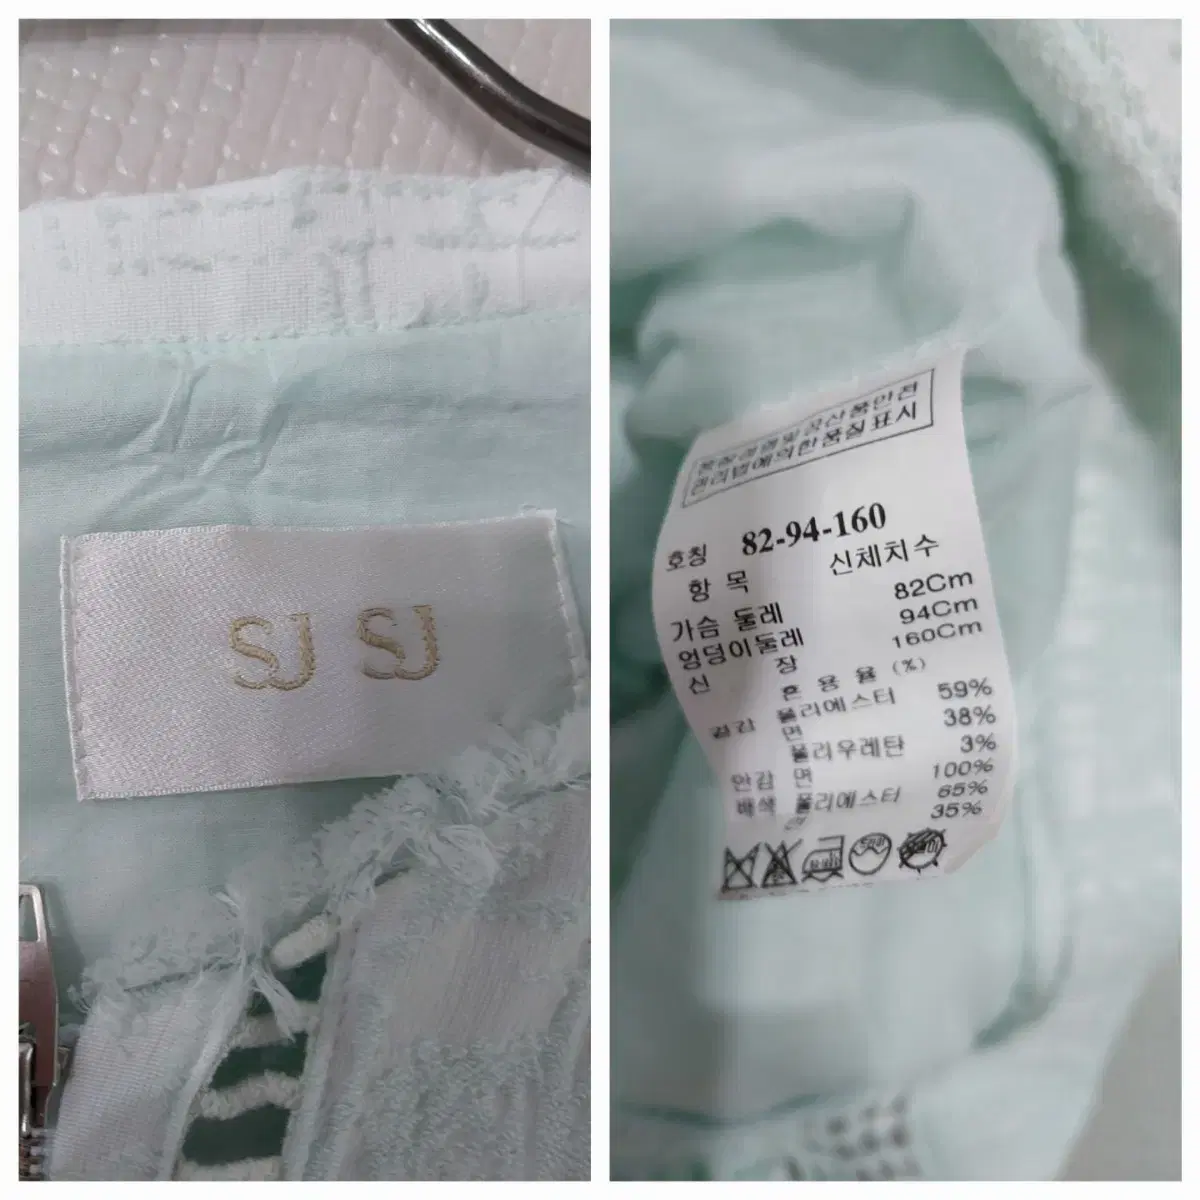 SJ SJ
품질경영및공산품안전
관리법에의한품질표시
호칭 82-94-160
항 목 신체치수
가슴 둘레 82Cm
엉덩이둘레 94Cm
신 장 160Cm
혼 용 율 (%)
겉감 폴리에스터 59%
면 38%
폴리우레탄 3%
안감 면 100%
배색 폴리에스터 65%
35%